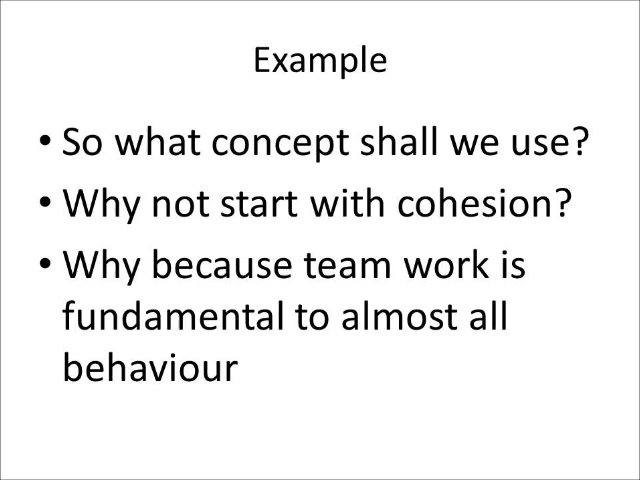 Example
• So what concept shall we use?
• Why not start with cohesion?
• Why because team work is
fundamental to almost all
behaviour